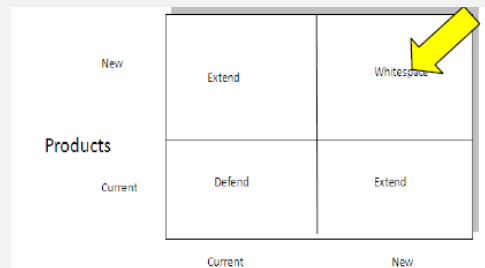 New
Extend
Whitespace
Products
Current
Defend
Extend
Current
New